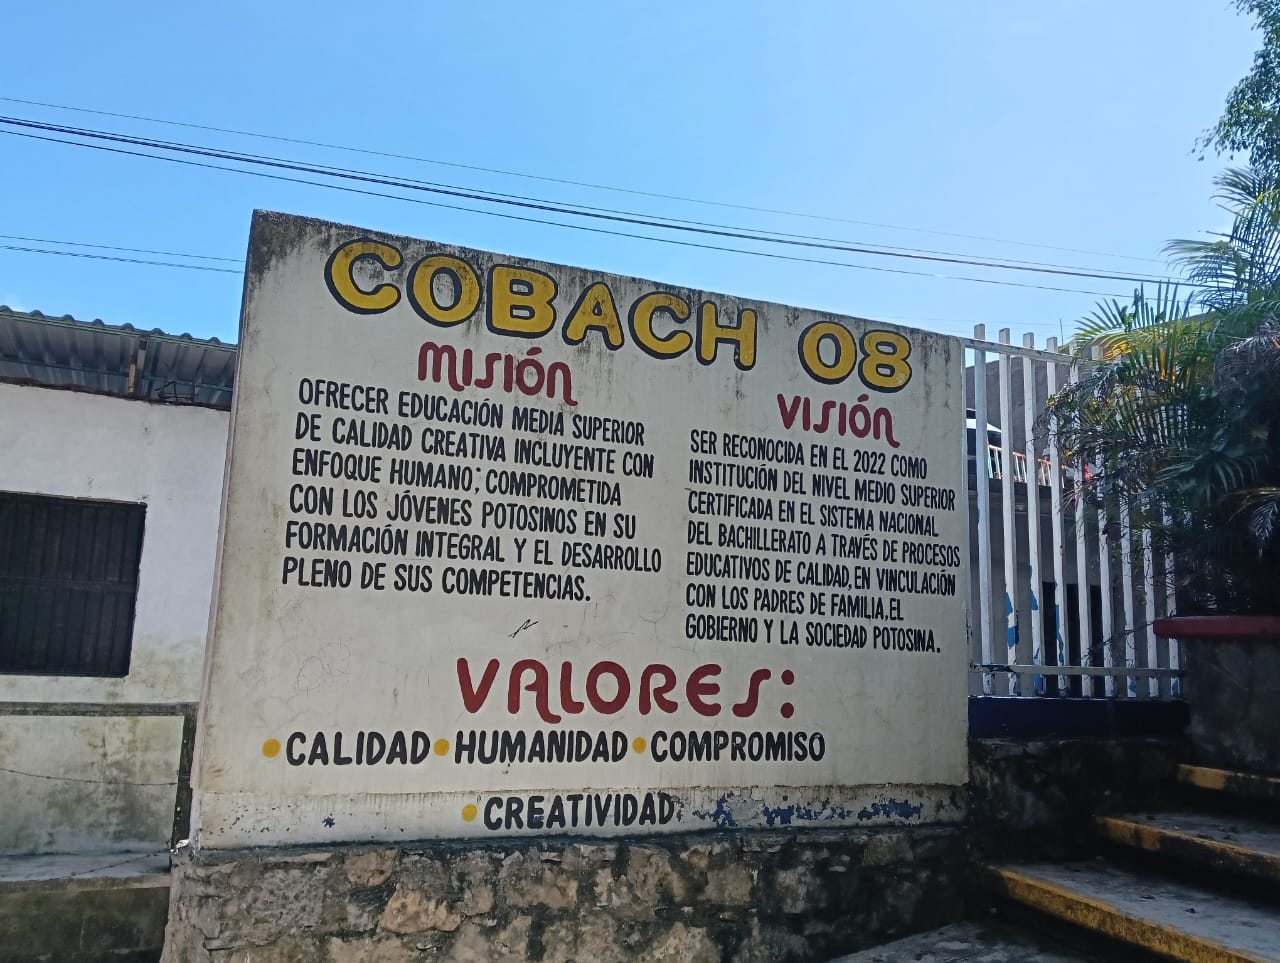 COBACH 08
MISIÓN
OFRECER EDUCACIÓN MEDIA SUPERIOR
DE CALIDAD CREATIVA INCLUYENTE CON
ENFOQUE HUMANO; COMPROMETIDA
CON LOS JÓVENES POTOSINOS EN SU
FORMACIÓN INTEGRAL Y EL DESARROLLO
PLENO DE SUS COMPETENCIAS.
VISIÓN
SER RECONOCIDA EN EL 2022 COMO
INSTITUCIÓN DEL NIVEL MEDIO SUPERIOR
CERTIFICADA EN EL SISTEMA NACIONAL
DEL BACHILLERATO A TRAVÉS DE PROCESOS
EDUCATIVOS DE CALIDAD, EN VINCULACIÓN
CON LOS PADRES DE FAMILIA, EL
GOBIERNO Y LA SOCIEDAD POTOSINA.
VALORES:
• CALIDAD • HUMANIDAD • COMPROMISO
• CREATIVIDAD